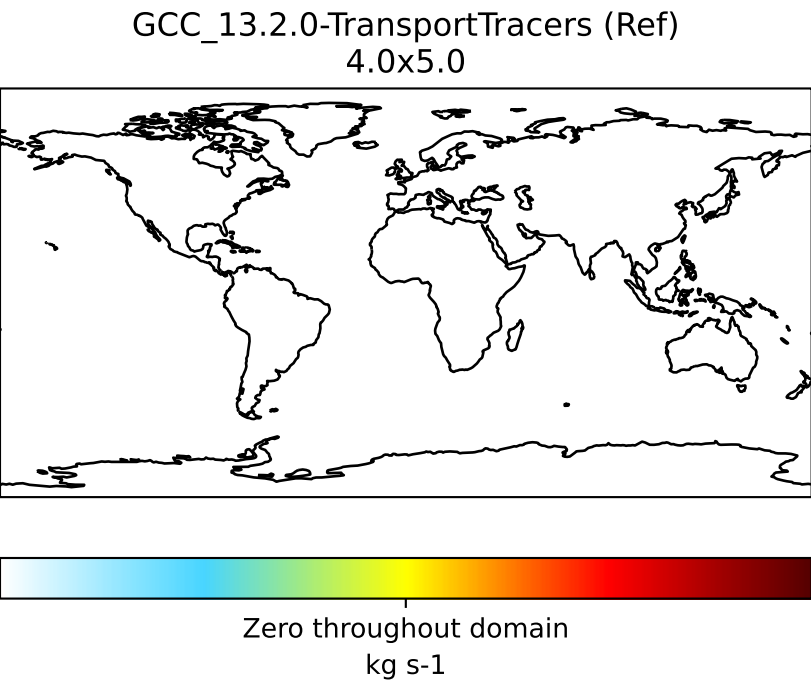 GCC_13.2.0-TransportTracers (Ref)
4.0x5.0
Zero throughout domain
kg s-1